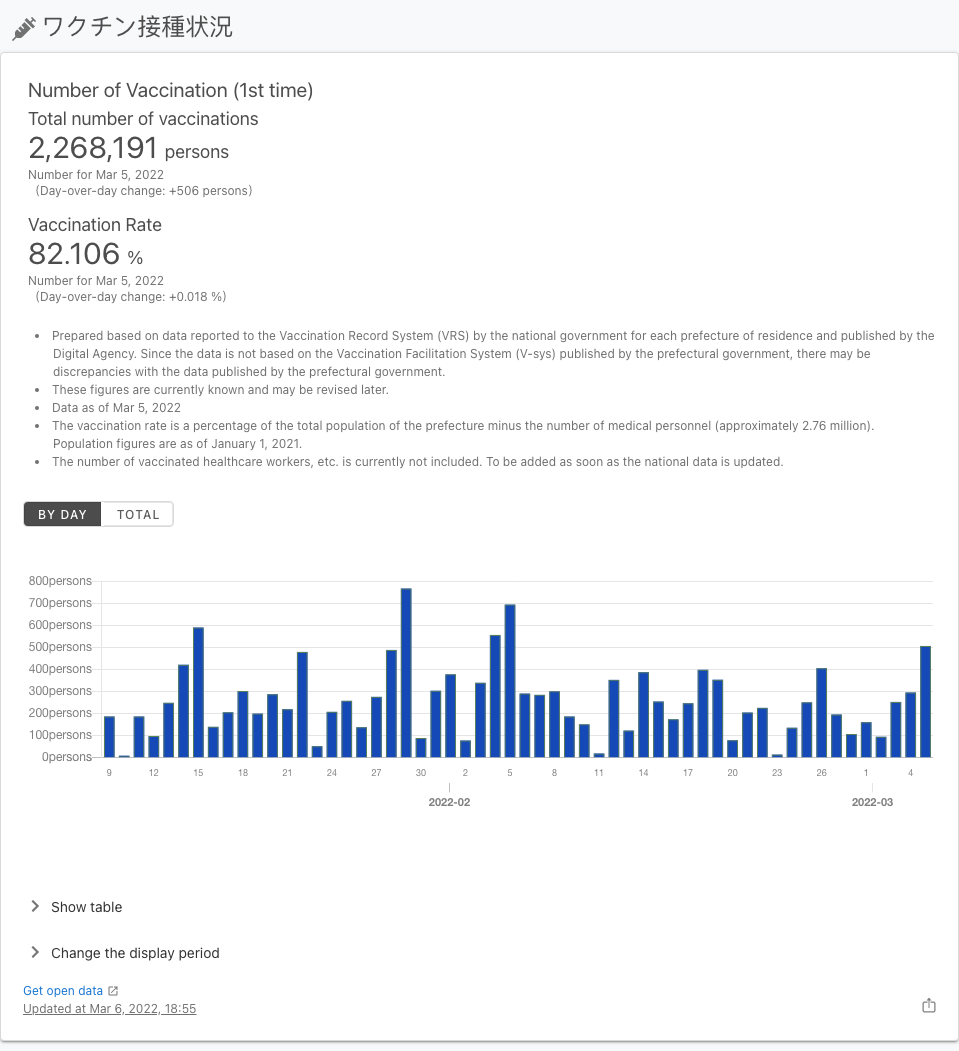 ワクチン接種状況
Number of Vaccination (1st time)
Total number of vaccinations
2,268,191 persons
Number for Mar 5, 2022
(Day-over-day change: +506 persons)
Vaccination Rate
82.106 %
Number for Mar 5, 2022
(Day-over-day change: +0.018 %)
• Prepared based on data reported to the Vaccination Record System (VRS) by the national government for each prefecture of residence and published by the
Digital Agency. Since the data is not based on the Vaccination Facilitation System (V-sys) published by the prefectural government, there may be
discrepancies with the data published by the prefectural government.
• These figures are currently known and may be revised later.
• Data as of Mar 5, 2022
• The vaccination rate is a percentage of the total population of the prefecture minus the number of medical personnel (approximately 2.76 million).
Population figures are as of January 1, 2021.
• The number of vaccinated healthcare workers, etc. is currently not included. To be added as soon as the national data is updated.
BY DAY TOTAL
800persons
700persons
600persons
500persons
400persons
300persons
200persons
100persons
0persons
9 12 15 18 21 24 27 30 2 5 8 11 14 17 20 23 26 1 4
2022-02 2022-03
Show table
Change the display period
Get open data
Updated at Mar 6, 2022, 18:55